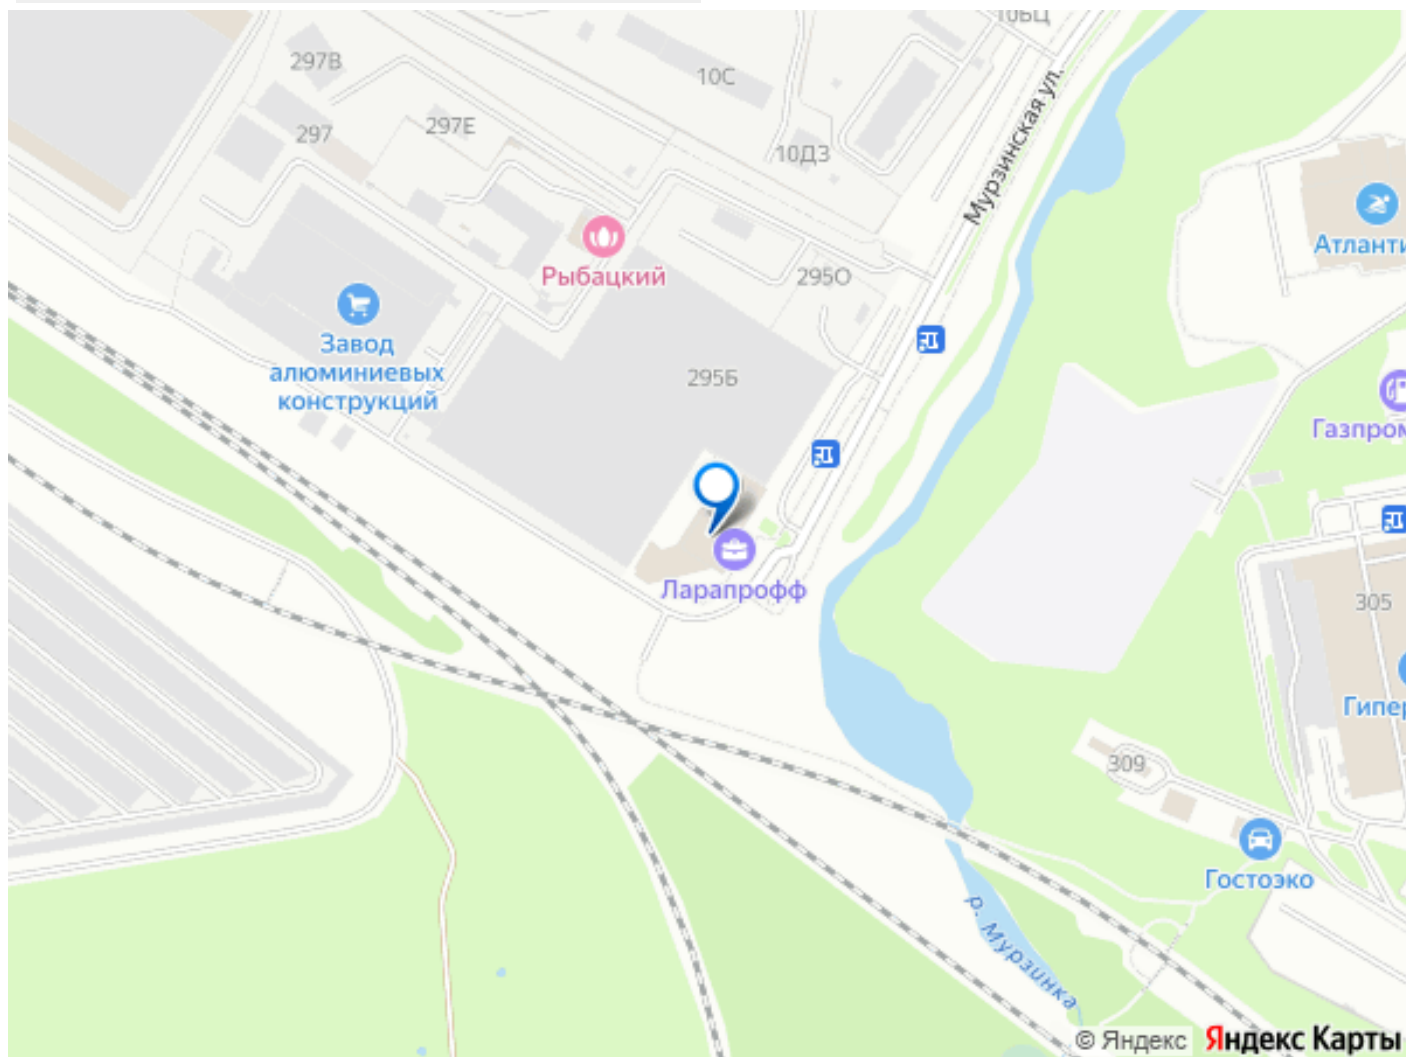 10БЦ
297В
10С
Мурзинская ул.
297
297Е
10Д3
Рыбацкий
295О
Атланти
Завод
алюминиевых
конструкций
295Б
Газпром
Ларапрофф
305
Гипер
309
Гостоэко
р. Мурзинка
© Яндекс Яндекс Карты